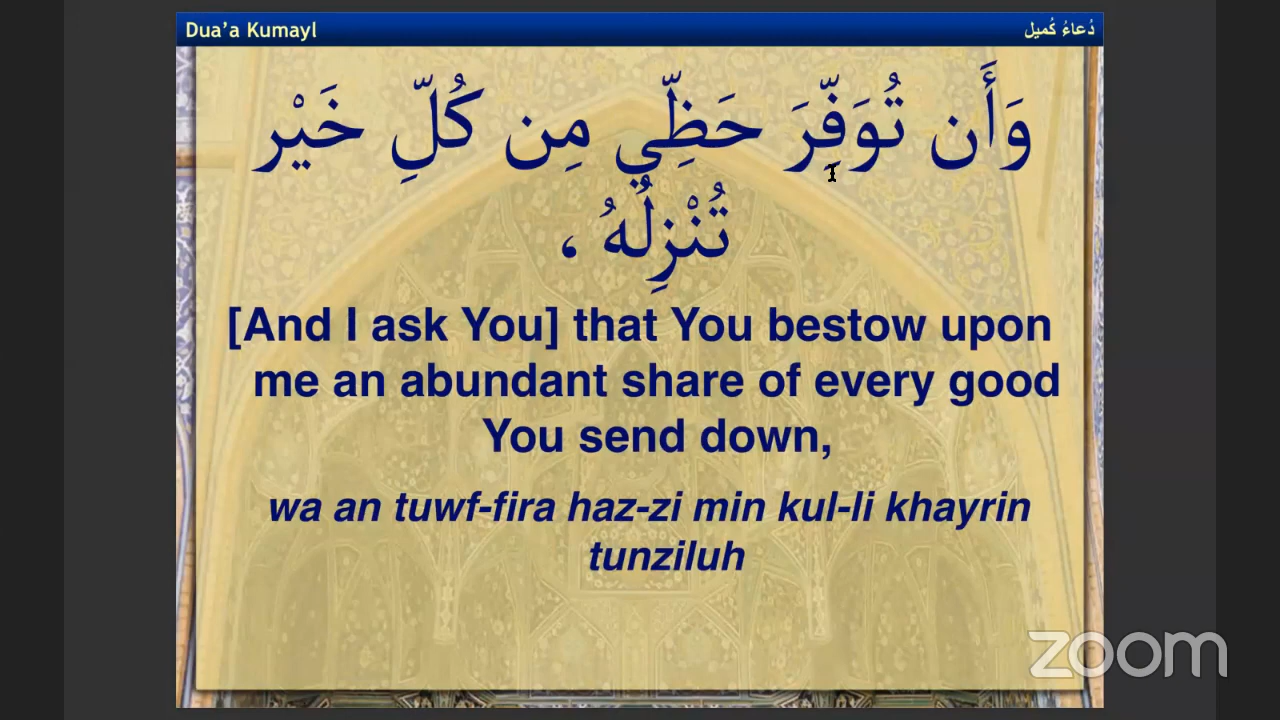 Dua’a Kumayl
دُعاءُ كُميل
وَأَن تُوَفِّرَ حَظِّي مِن كُلِّ خَيْر
تُنْزِلُهُ ،
[And I ask You] that You bestow upon
me an abundant share of every good
You send down,
wa an tuwf-fira haz-zi min kul-li khayrin
tunziluh
zoom